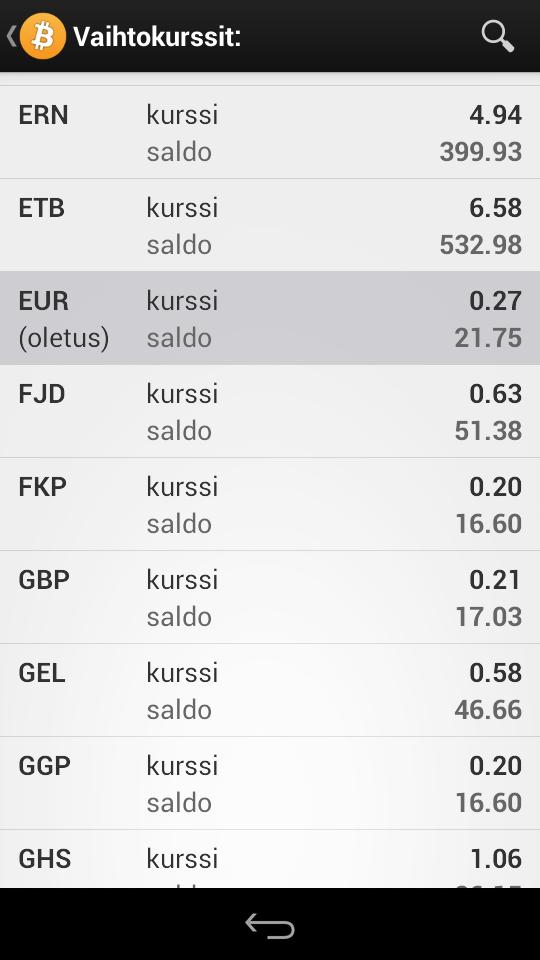 Vaihtokurssit:
ERN kurssi 4.94
saldo 399.93
ETB kurssi 6.58
saldo 532.98
EUR kurssi 0.27
(oletus) saldo 21.75
FJD kurssi 0.63
saldo 51.38
FKP kurssi 0.20
saldo 16.60
GBP kurssi 0.21
saldo 17.03
GEL kurssi 0.58
saldo 46.66
GGP kurssi 0.20
saldo 16.60
GHS kurssi 1.06